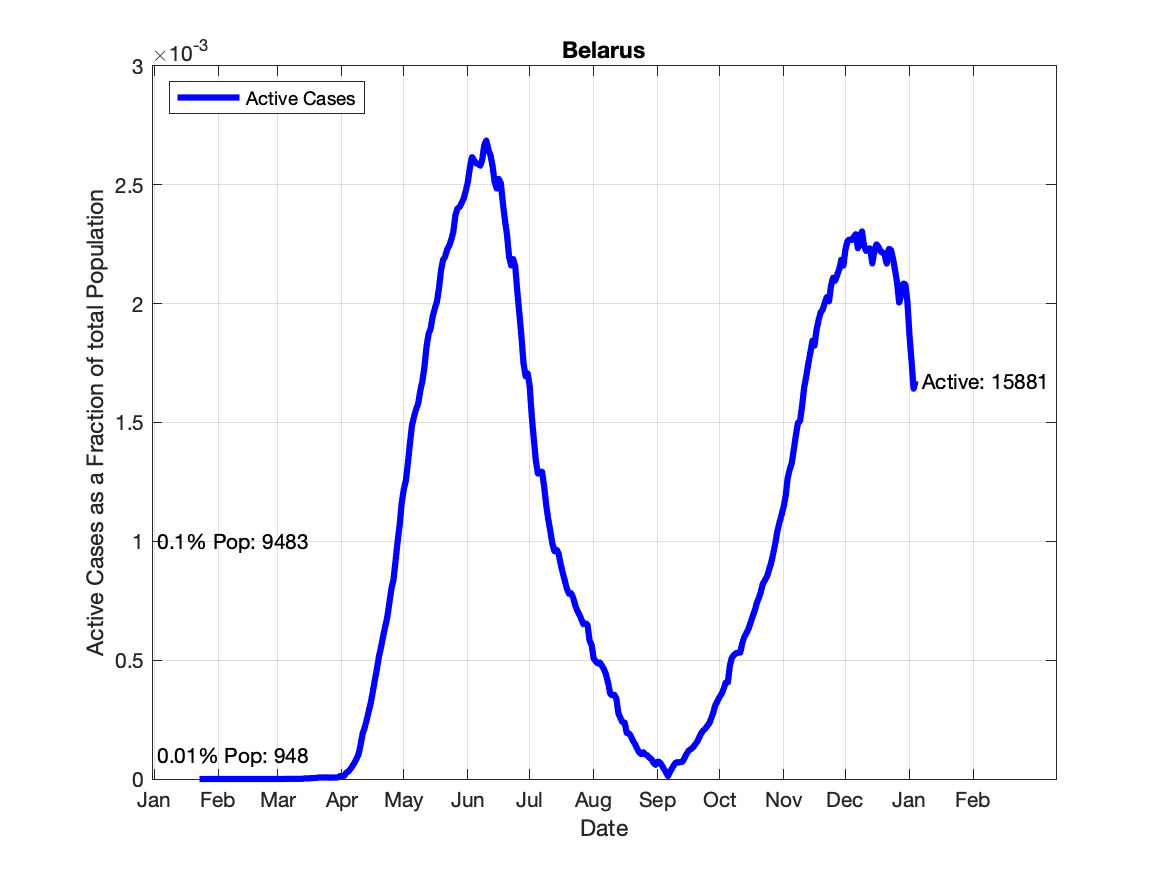 Belarus
×10⁻³
Active Cases
3
2.5
2
1.5
1
0.5
0
Active Cases as a Fraction of total Population
Active: 15881
0.1% Pop: 9483
0.01% Pop: 948
Jan Feb Mar Apr May Jun Jul Aug Sep Oct Nov Dec Jan Feb
Date